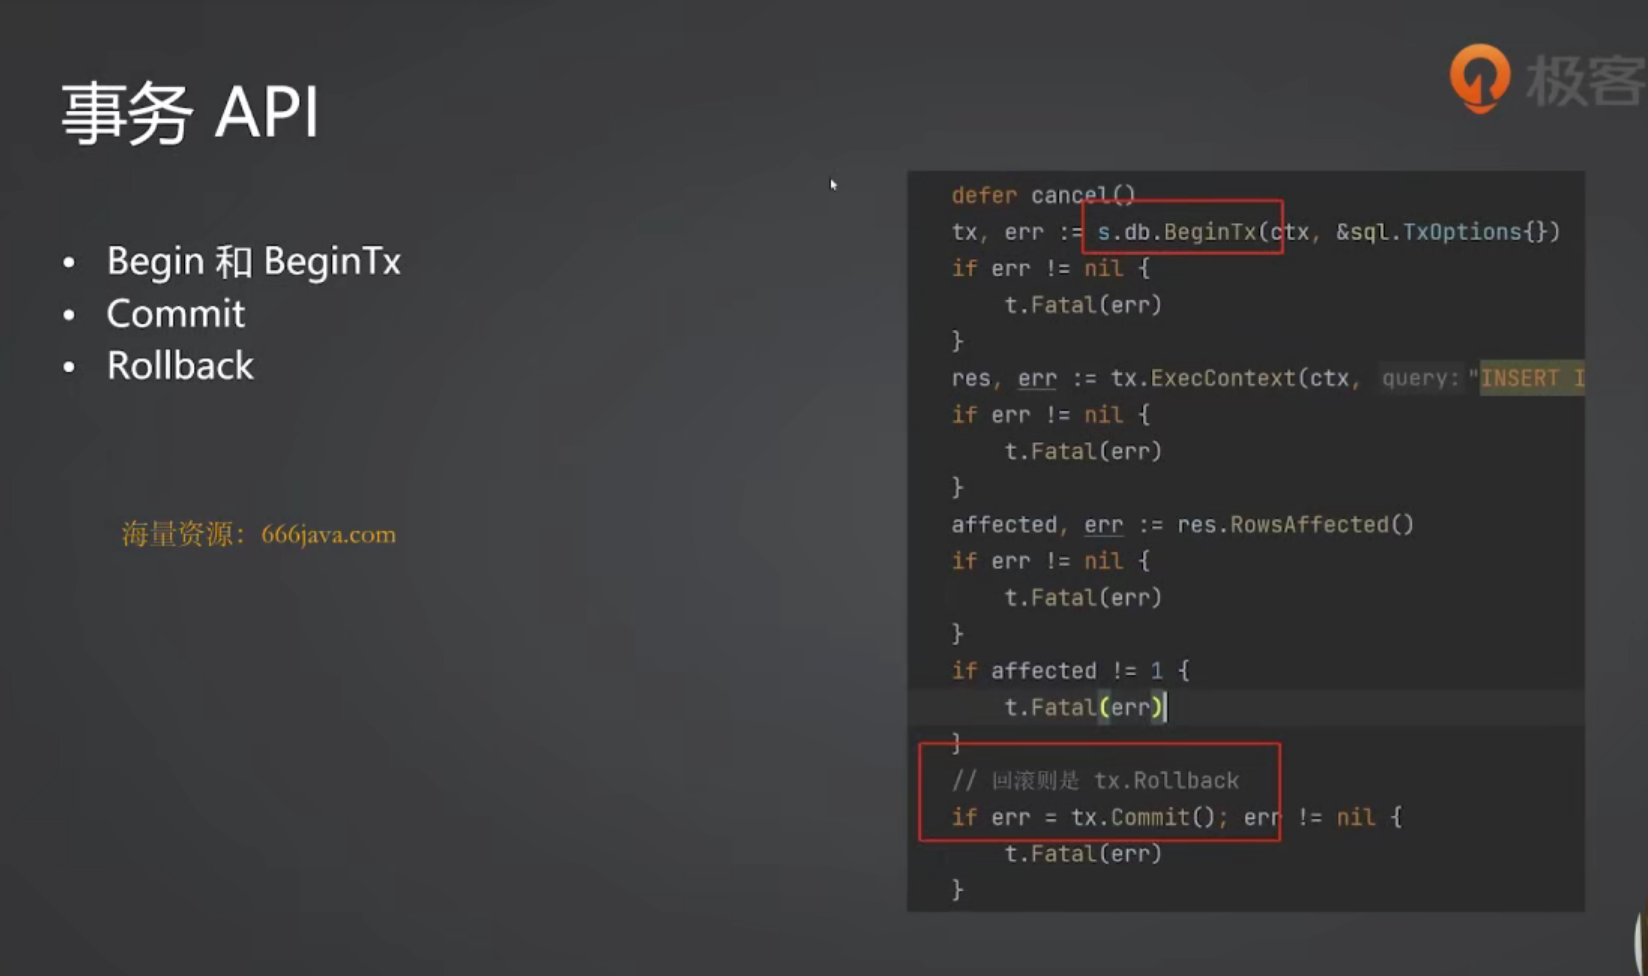 事务 API
极客
• Begin 和 BeginTx
• Commit
• Rollback
海量资源：666java.com
defer cancel()
tx, err := s.db.BeginTx(ctx, &sql.TxOptions{})
if err != nil {
t.Fatal(err)
}
res, err := tx.ExecContext(ctx, query: "INSERT I
if err != nil {
t.Fatal(err)
}
affected, err := res.RowsAffected()
if err != nil {
t.Fatal(err)
}
if affected != 1 {
t.Fatal(err)
}
// 回滚则是 tx.Rollback
if err = tx.Commit(); err != nil {
t.Fatal(err)
}